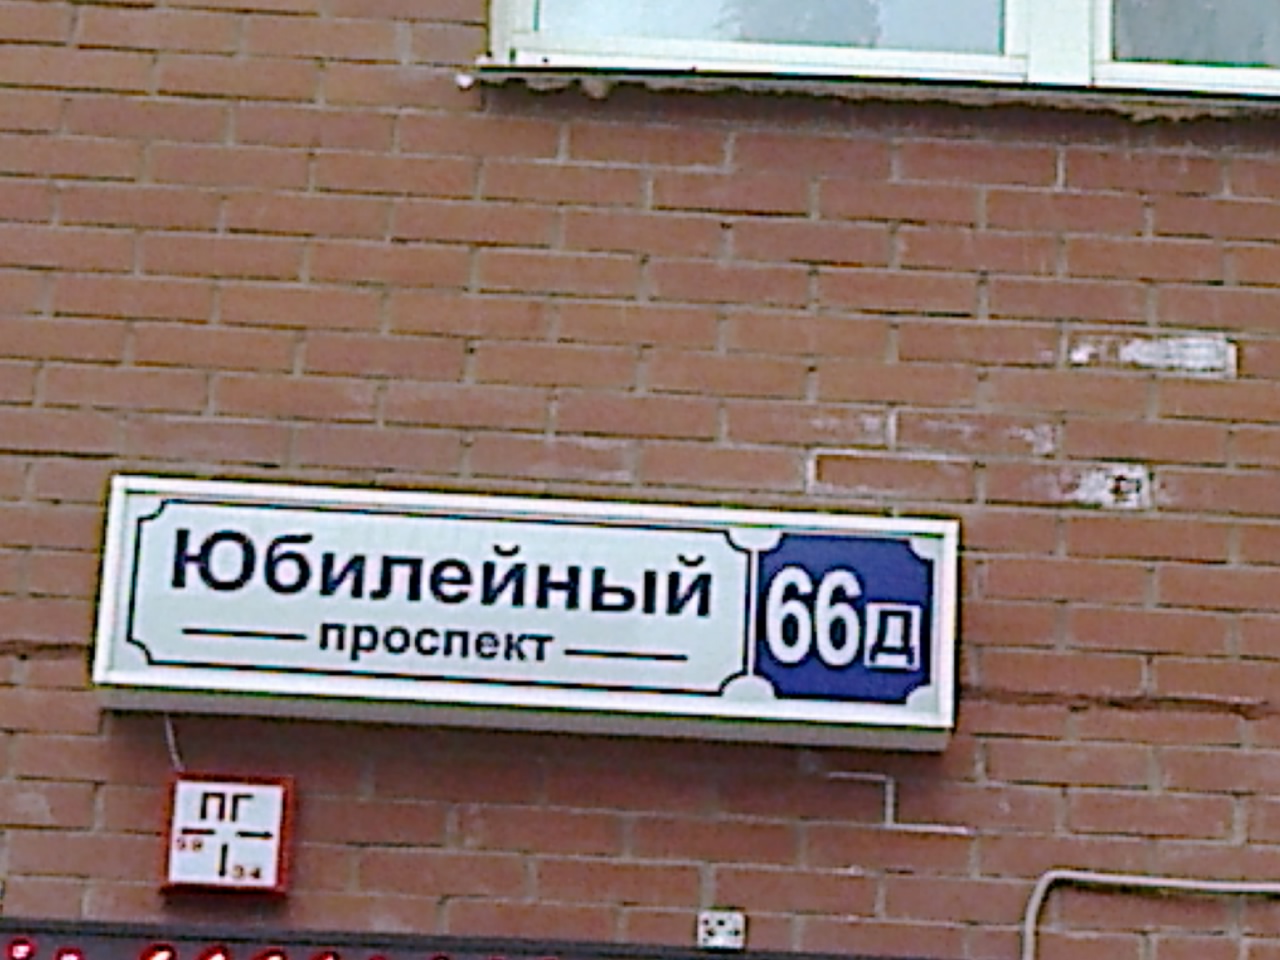 Юбилейный
проспект
66д
ПГ